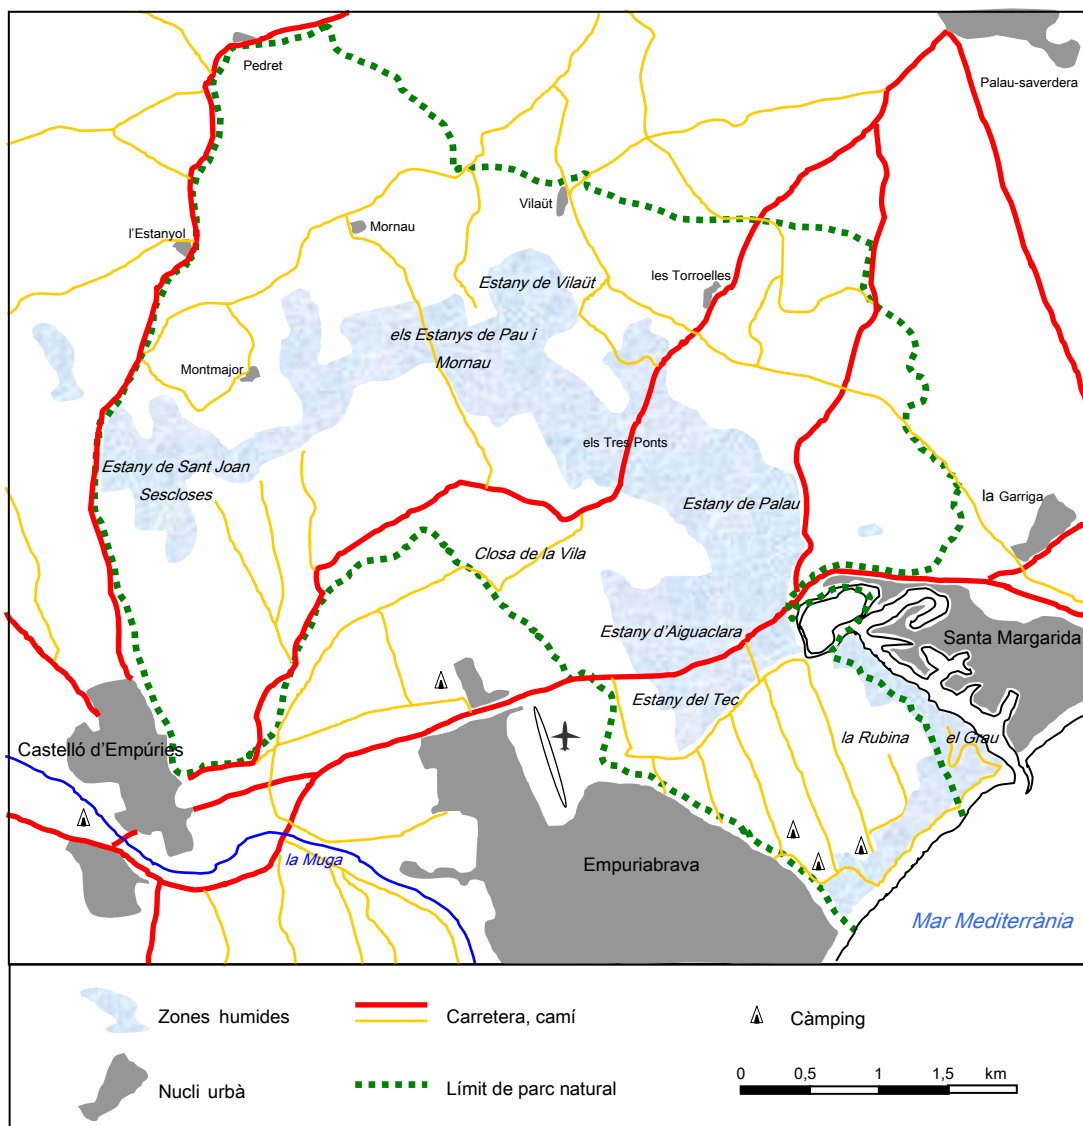 Pedret
Palau-saverdera
Vilaüt
Mornau
l'Estanyol
les Torroelles
Estany de Vilaüt
els Estanys de Pau i
Mornau
Montmajor
els Tres Ponts
Estany de Sant Joan
Sescloses
Estany de Palau
la Garriga
Closa de la Vila
Estany d'Aiguaclara
Santa Margarida
Estany del Tec
la Rubina
el Grau
Castelló d'Empúries
la Muga
Empuriabrava
Mar Mediterrània
Zones humides
Carretera, camí
Càmping
Nucli urbà
Límit de parc natural
0 0,5 1 1,5 km